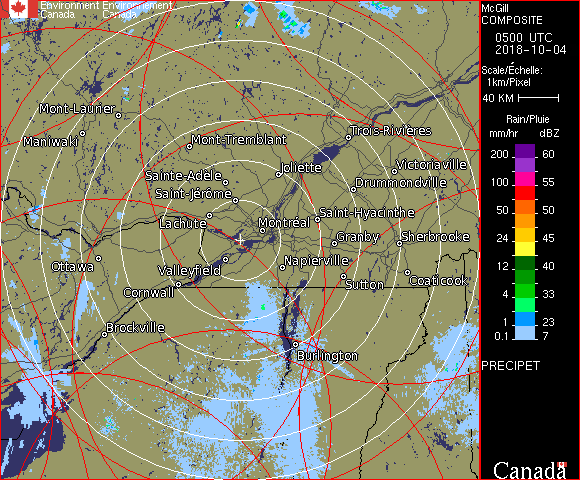 Environment Environnement
Canada Canada
McGill
COMPOSITE
0500 UTC
2018-10-04
Scale/Échelle:
1km/Pixel
40 KM
Rain/Pluie
mm/hr dBZ
200 60
100 55
50 50
24 45
12 40
4 33
1 23
0.1 7
PRECIPET
Canada
Mont-Laurier
Maniwaki
Mont-Tremblant
Trois-Rivières
Sainte-Adèle
Joliette
Victoriaville
Saint-Jérôme
Drummondville
Lachute
Montréal
Saint-Hyacinthe
Granby
Sherbrooke
Ottawa
Valleyfield
Napierville
Cornwall
Sutton
Coaticook
Brockville
Burlington